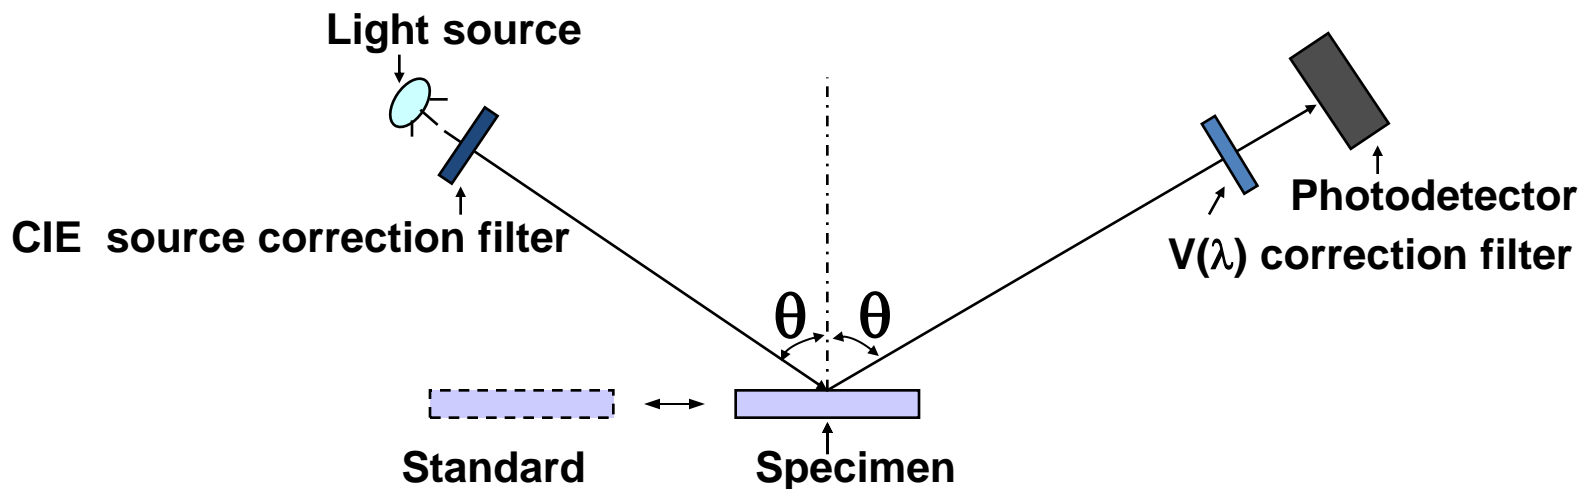 Light source
CIE source correction filter
Photodetector
V(λ) correction filter
θ θ
Standard Specimen